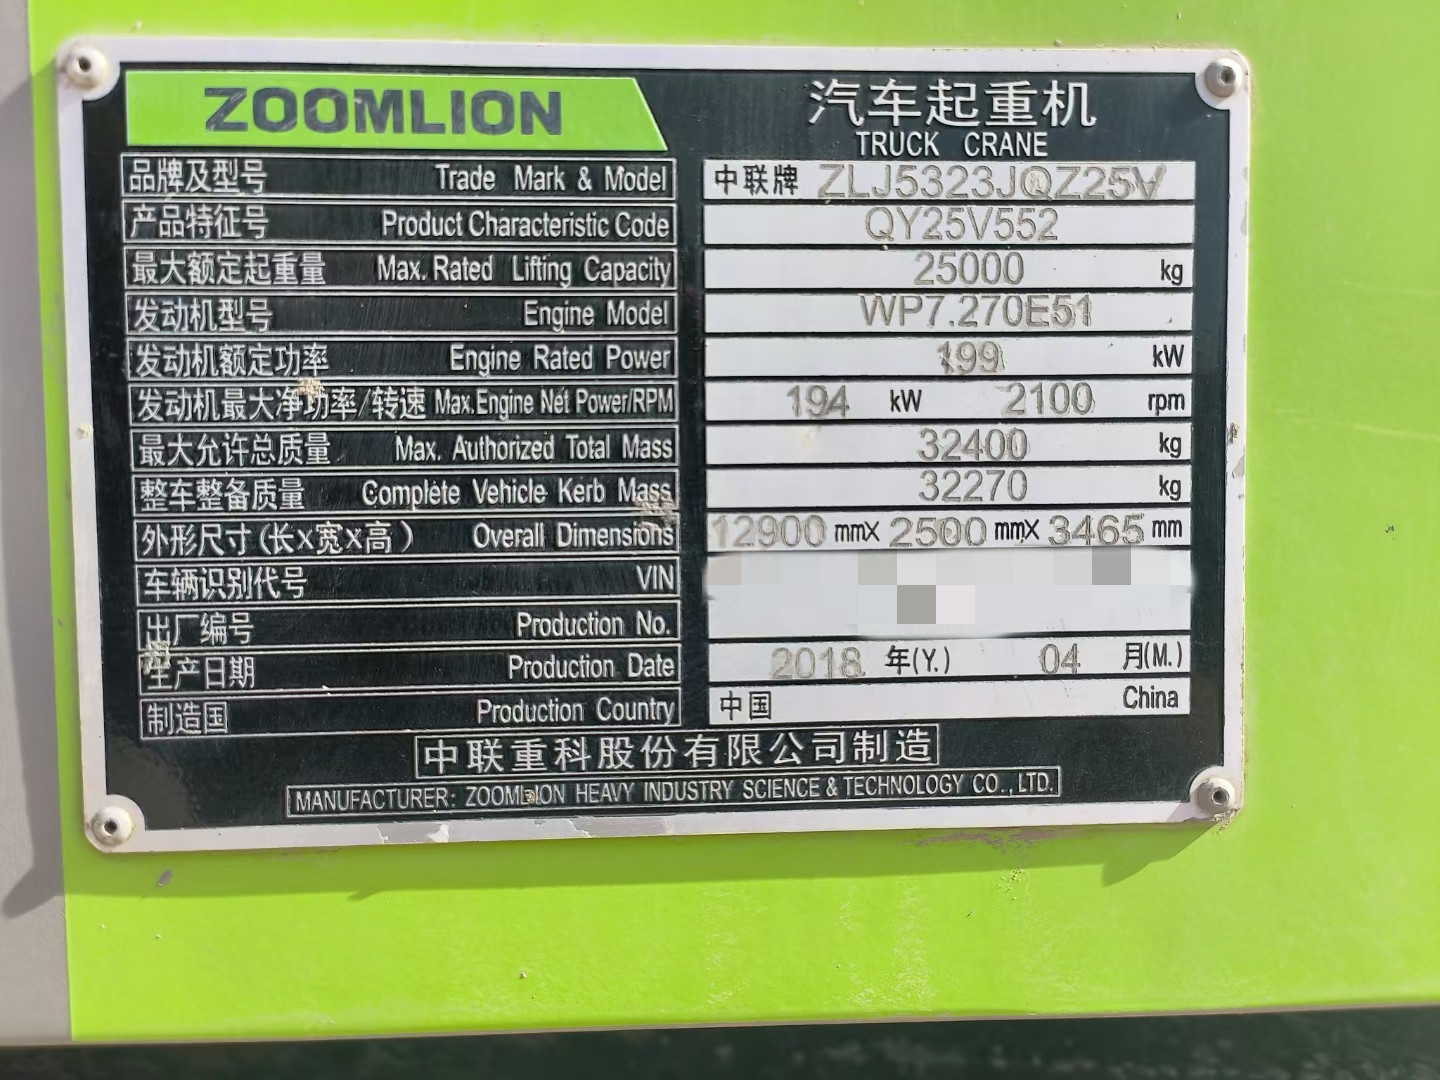 ZOOMLION
汽车起重机
TRUCK CRANE
品牌及型号 Trade Mark & Model 中联牌 ZLJ5323JQZ25V
产品特征号 Product Characteristic Code QY25V552
最大额定起重量 Max. Rated Lifting Capacity 25000 kg
发动机型号 Engine Model WP7.270E51
发动机额定功率 Engine Rated Power 199 kW
发动机最大净功率/转速 Max.Engine Net Power/RPM 194 kW 2100 rpm
最大允许总质量 Max. Authorized Total Mass 32400 kg
整车整备质量 Complete Vehicle Kerb Mass 32270 kg
外形尺寸(长X宽X高) Overall Dimensions 12900 mmX 2500 mmX 3465 mm
车辆识别代号 VIN
出厂编号 Production No.
生产日期 Production Date 2018 年(Y.) 04 月(M.)
制造国 Production Country 中国 China
中联重科股份有限公司制造
MANUFACTURER: ZOOMLION HEAVY INDUSTRY SCIENCE & TECHNOLOGY CO., LTD.